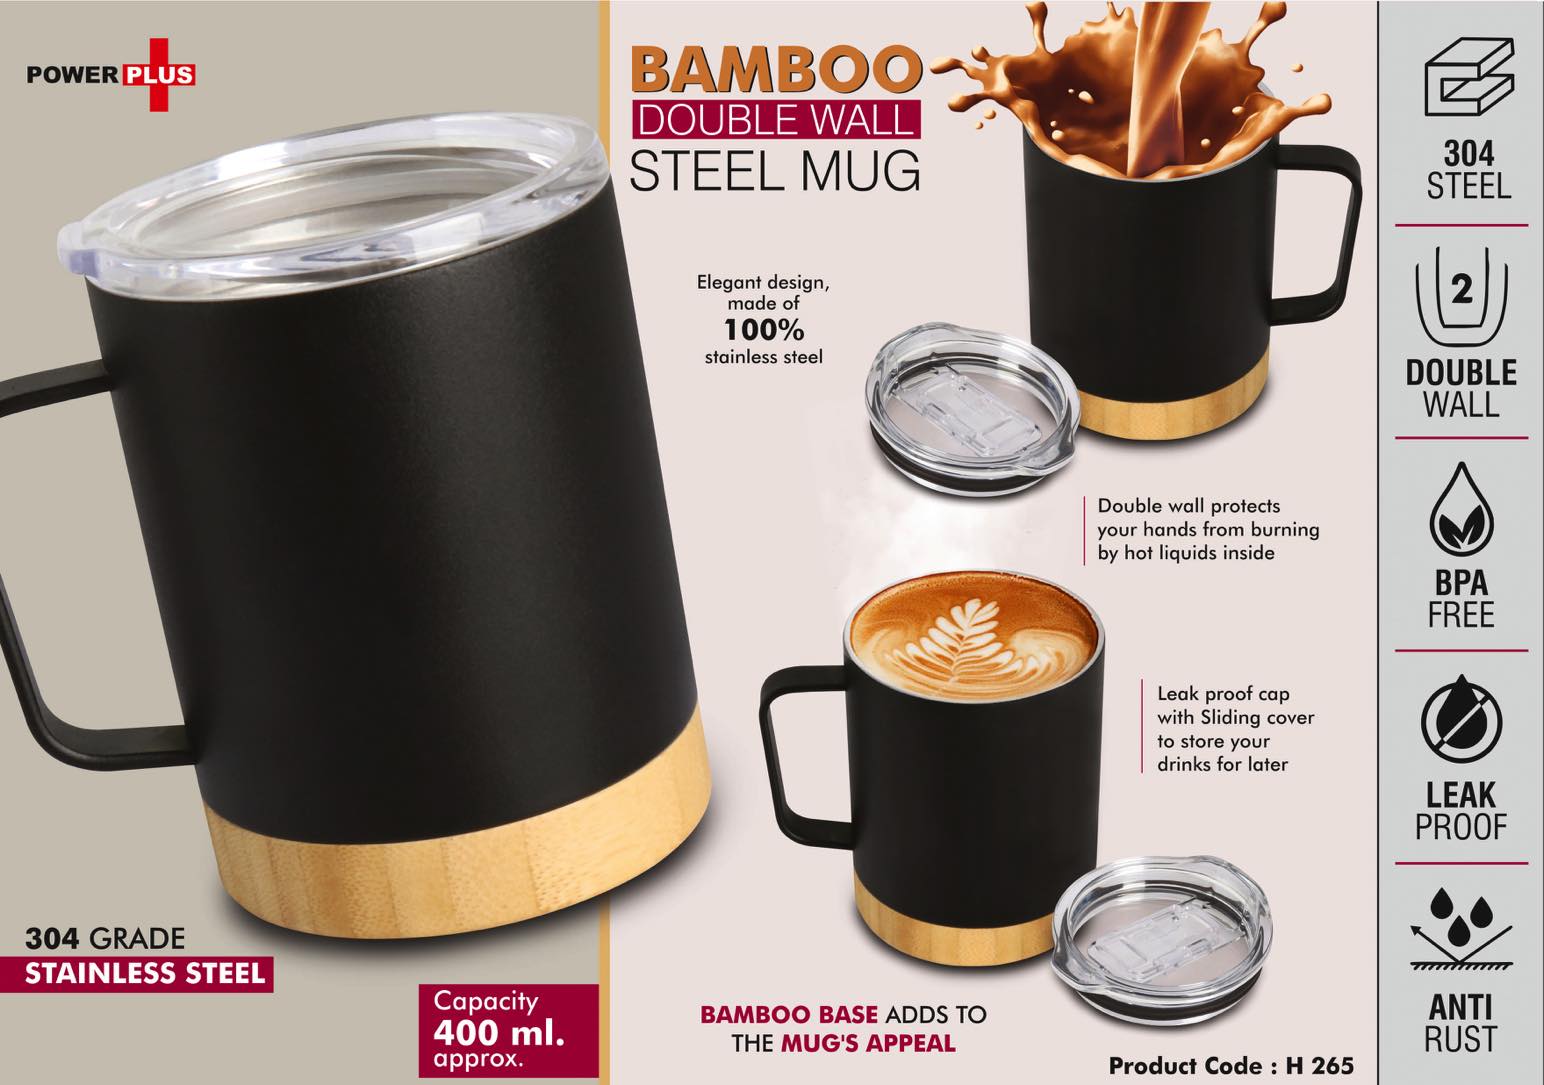 POWER PLUS
BAMBOO
DOUBLE WALL
STEEL MUG
Elegant design,
made of
100%
stainless steel
Double wall protects
your hands from burning
by hot liquids inside
Leak proof cap
with Sliding cover
to store your
drinks for later
304 GRADE
STAINLESS STEEL
Capacity
400 ml.
approx.
BAMBOO BASE ADDS TO
THE MUG'S APPEAL
Product Code : H 265
304
STEEL
2
DOUBLE
WALL
BPA
FREE
LEAK
PROOF
ANTI
RUST